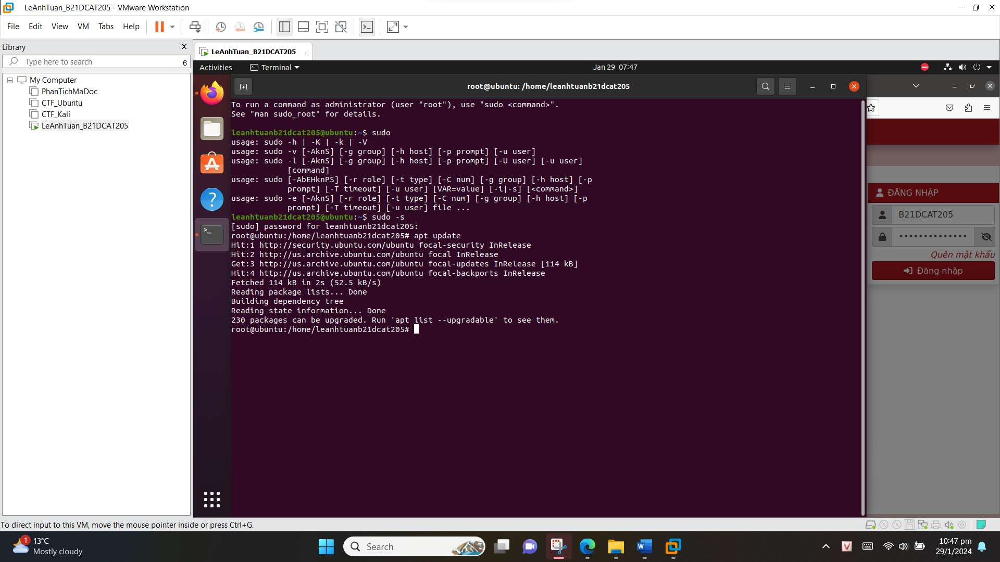 LeAnhTuan_B21DCAT205 - VMware Workstation
File Edit View VM Tabs Help
Library
Type here to search
6
My Computer
PhanTichMaDoc
CTF_Ubuntu
CTF_Kali
LeAnhTuan_B21DCAT205
LeAnhTuan_B21DCAT205
Activities Terminal Jan 29 07:47
root@ubuntu: /home/leanhtuanb21dcat205
To run a command as administrator (user "root"), use "sudo <command>".
See "man sudo_root" for details.
leanhtuanb21dcat205@ubuntu:~$ sudo
usage: sudo -h | -K | -k | -V
usage: sudo -v [-AknS] [-g group] [-h host] [-p prompt] [-u user]
usage: sudo -l [-AknS] [-g group] [-h host] [-p prompt] [-U user] [-u user]
[command]
usage: sudo [-AbEHknPS] [-r role] [-t type] [-C num] [-g group] [-h host] [-p
prompt] [-T timeout] [-u user] [VAR=value] [-i|-s] [<command>]
usage: sudo -e [-AknS] [-r role] [-t type] [-C num] [-g group] [-h host] [-p
prompt] [-T timeout] [-u user] file ...
leanhtuanb21dcat205@ubuntu:~$ sudo -s
[sudo] password for leanhtuanb21dcat205:
root@ubuntu:/home/leanhtuanb21dcat205# apt update
Hit:1 http://security.ubuntu.com/ubuntu focal-security InRelease
Hit:2 http://us.archive.ubuntu.com/ubuntu focal InRelease
Get:3 http://us.archive.ubuntu.com/ubuntu focal-updates InRelease [114 kB]
Hit:4 http://us.archive.ubuntu.com/ubuntu focal-backports InRelease
Fetched 114 kB in 2s (52.5 kB/s)
Reading package lists... Done
Building dependency tree
Reading state information... Done
230 packages can be upgraded. Run 'apt list --upgradable' to see them.
root@ubuntu:/home/leanhtuanb21dcat205#
ĐĂNG NHẬP
B21DCAT205
••••••••••••••
Quên mật khẩu
Đăng nhập
To direct input to this VM, move the mouse pointer inside or press Ctrl+G.
1
13°C
Mostly cloudy
Search
10:47 pm
29/1/2024